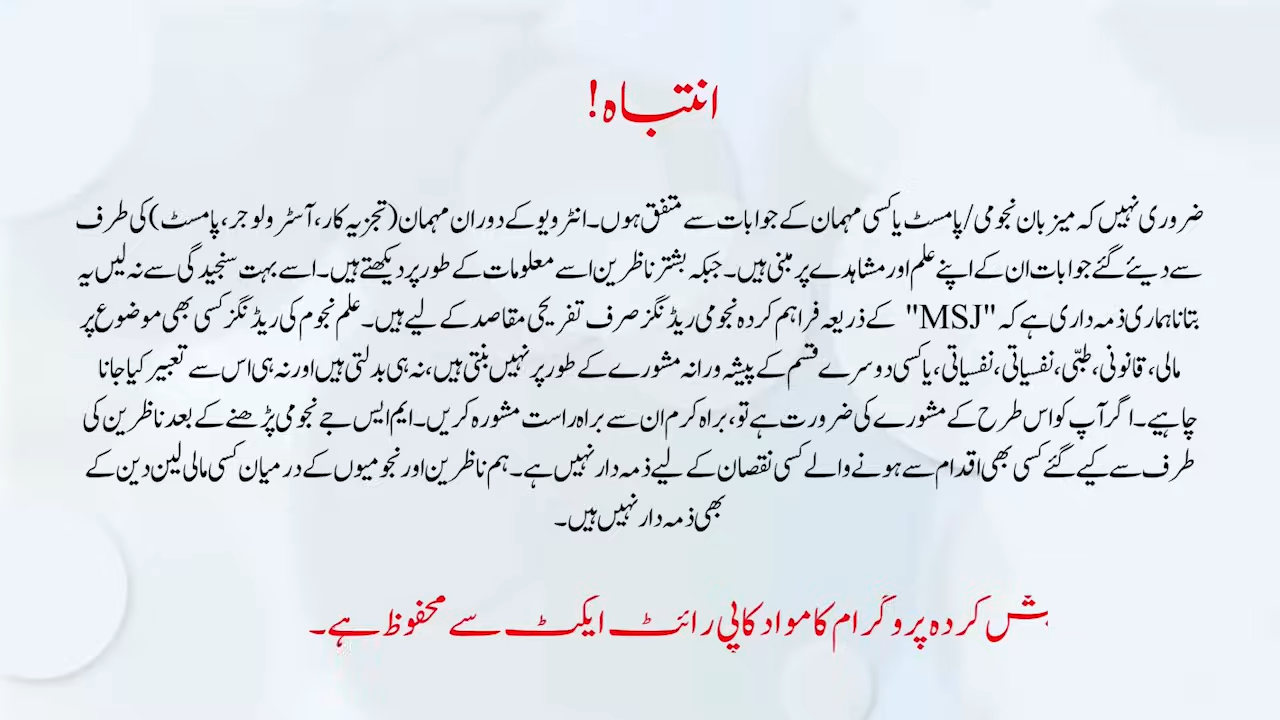 انتباہ!
ضروری نہیں کہ میزبان نجومی/پامسٹ یا کسی مہمان کے جوابات سے متفق ہوں۔ انٹرویو کے دوران مہمان (تجزیہ کار، آسٹرولوجر، پامسٹ) کی طرف
سے دیئے گئے جوابات ان کے اپنے علم اور مشاہدے پر مبنی ہیں۔ جبکہ بشتر ناظرین اسے معلومات کے طور پر دیکھتے ہیں۔ اسے بہت سنجیدگی سے نہ لیں یہ
بتانا ہماری ذمہ داری ہے کہ "MSJ" کے ذریعہ فراہم کردہ نجومی ریڈنگز صرف تفریحی مقاصد کے لیے ہیں۔ علم نجوم کی ریڈنگز کسی بھی موضوع پر
مالی، قانونی، طبّی، نفسیاتی، نفسیاتی، یا کسی دوسرے قسم کے پیشہ ورانہ مشورے کے طور پر نہیں بنتی ہیں، نہ ہی بدلتی ہیں اور نہ ہی اس سے تعبیر کیا جانا
چاہیے۔ اگر آپ کو اس طرح کے مشورے کی ضرورت ہے تو، براہ کرم ان سے براہ راست مشورہ کریں۔ ایم ایس جے نجومی پڑھنے کے بعد ناظرین کی
طرف سے کیے گئے کسی بھی اقدام سے ہونے والے کسی نقصان کے لیے ذمہ دار نہیں ہے۔ ہم ناظرین اور نجومیوں کے درمیان کسی مالی لین دین کے
بھی ذمہ دار نہیں ہیں۔
کردہ پروگرام کا مواد کاپی رائٹ ایکٹ سے محفوظ ہے۔